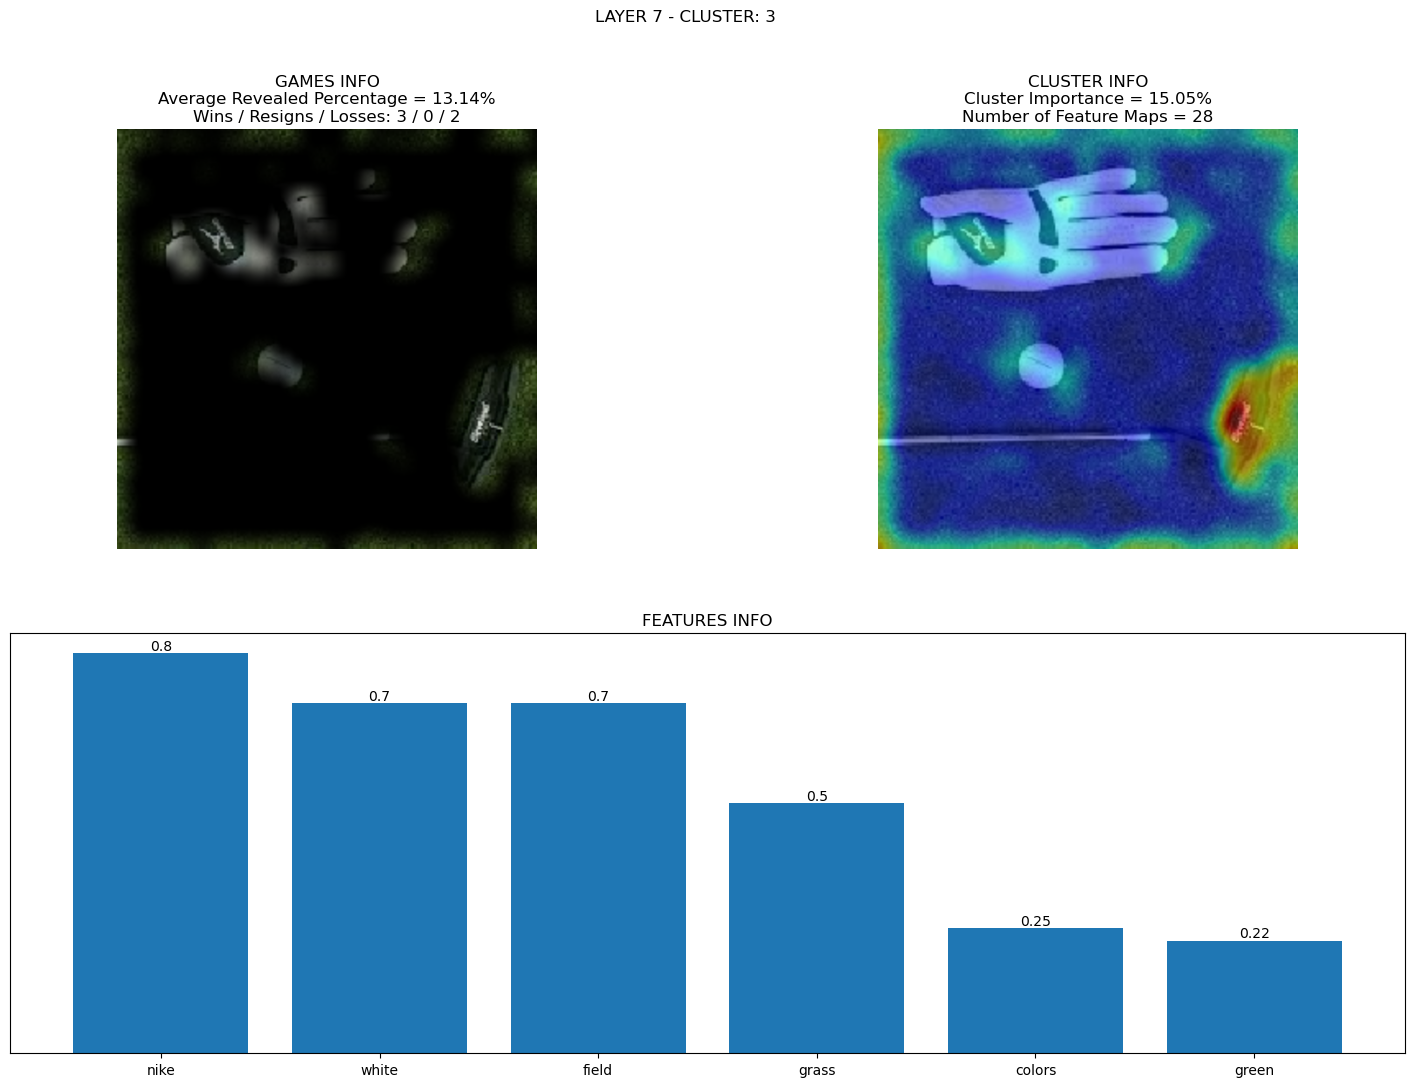 LAYER 7 - CLUSTER: 3
GAMES INFO
Average Revealed Percentage = 13.14%
Wins / Resigns / Losses: 3 / 0 / 2
CLUSTER INFO
Cluster Importance = 15.05%
Number of Feature Maps = 28
FEATURES INFO
0.8
0.7
0.7
0.5
0.25
0.22
nike
white
field
grass
colors
green